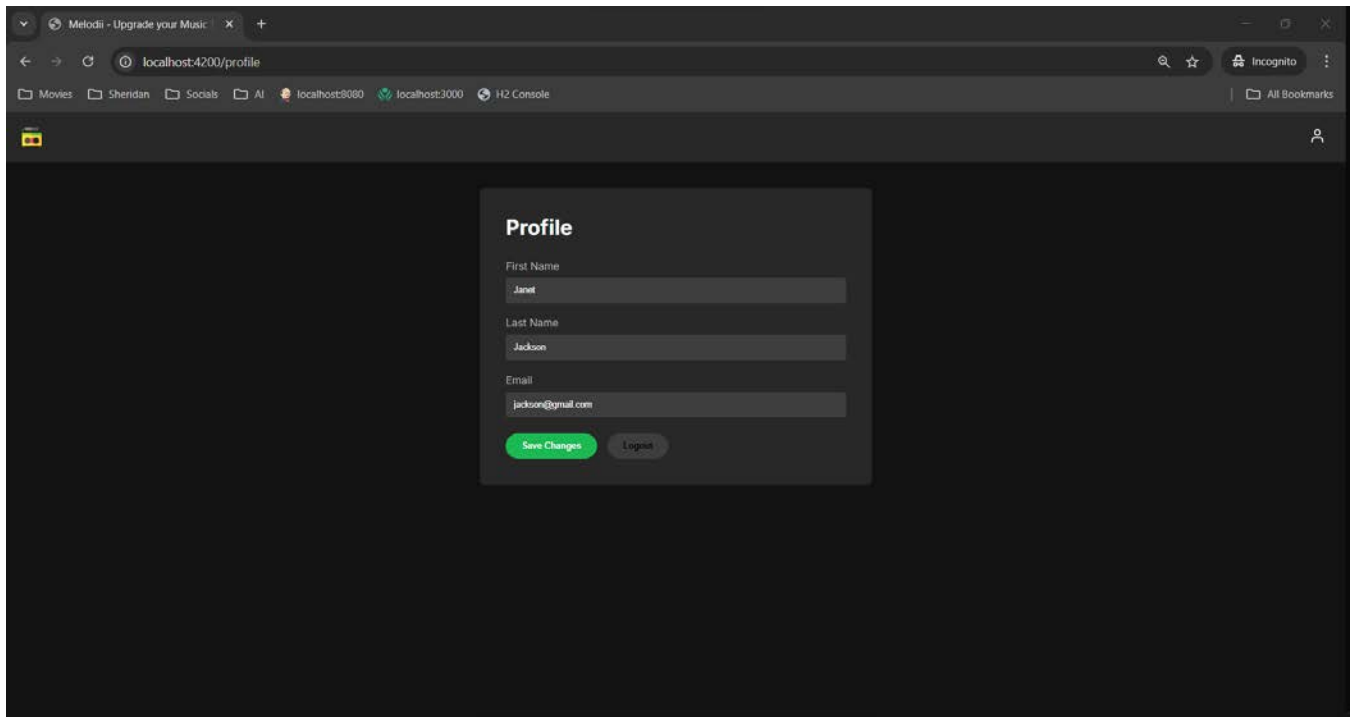 Melodii - Upgrade your Music
localhost:4200/profile
Incognito
Movies Sheridan Socials AI localhost:8080 localhost:3000 H2 Console All Bookmarks
Profile
First Name
Janet
Last Name
Jackson
Email
jackson@gmail.com
Save Changes Logout